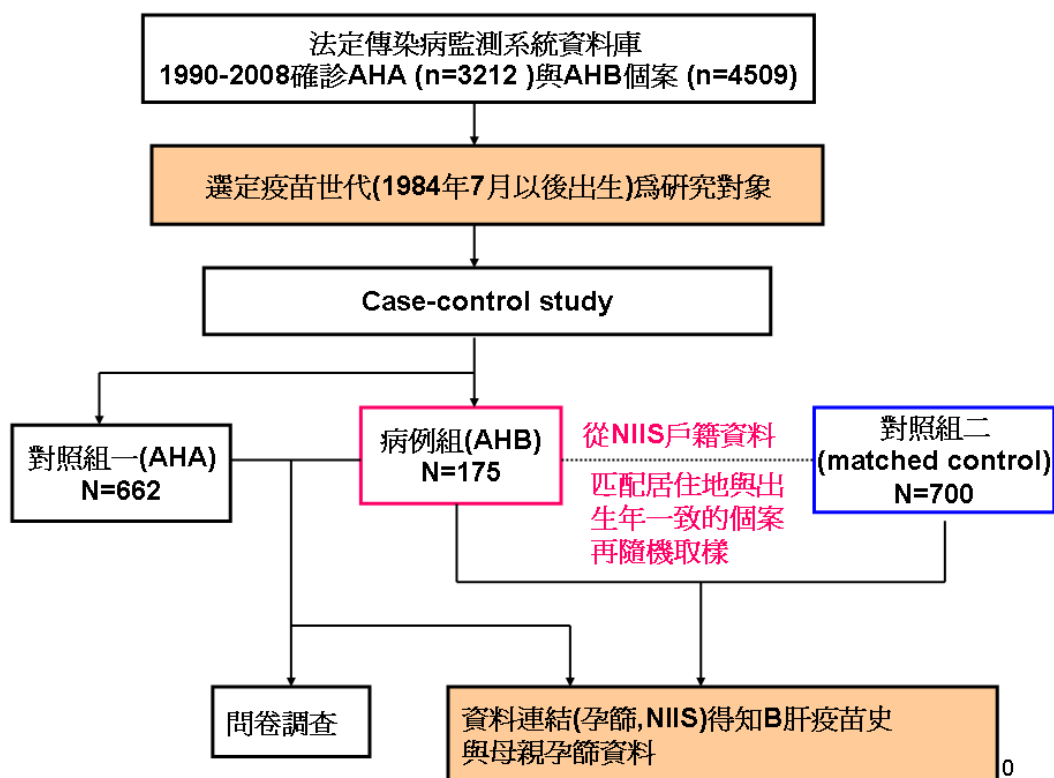 法定傳染病監測系統資料庫
1990-2008確診AHA (n=3212 )與AHB個案 (n=4509)
選定疫苗世代(1984年7月以後出生)爲研究對象
Case-control study
對照組一(AHA)
N=662
病例組(AHB)
N=175
從NIIS戶籍資料
匹配居住地與出
生年一致的個案
再隨機取樣
對照組二
(matched control)
N=700
問卷調查
資料連結(孕篩,NIIS)得知B肝疫苗史
與母親孕篩資料
0